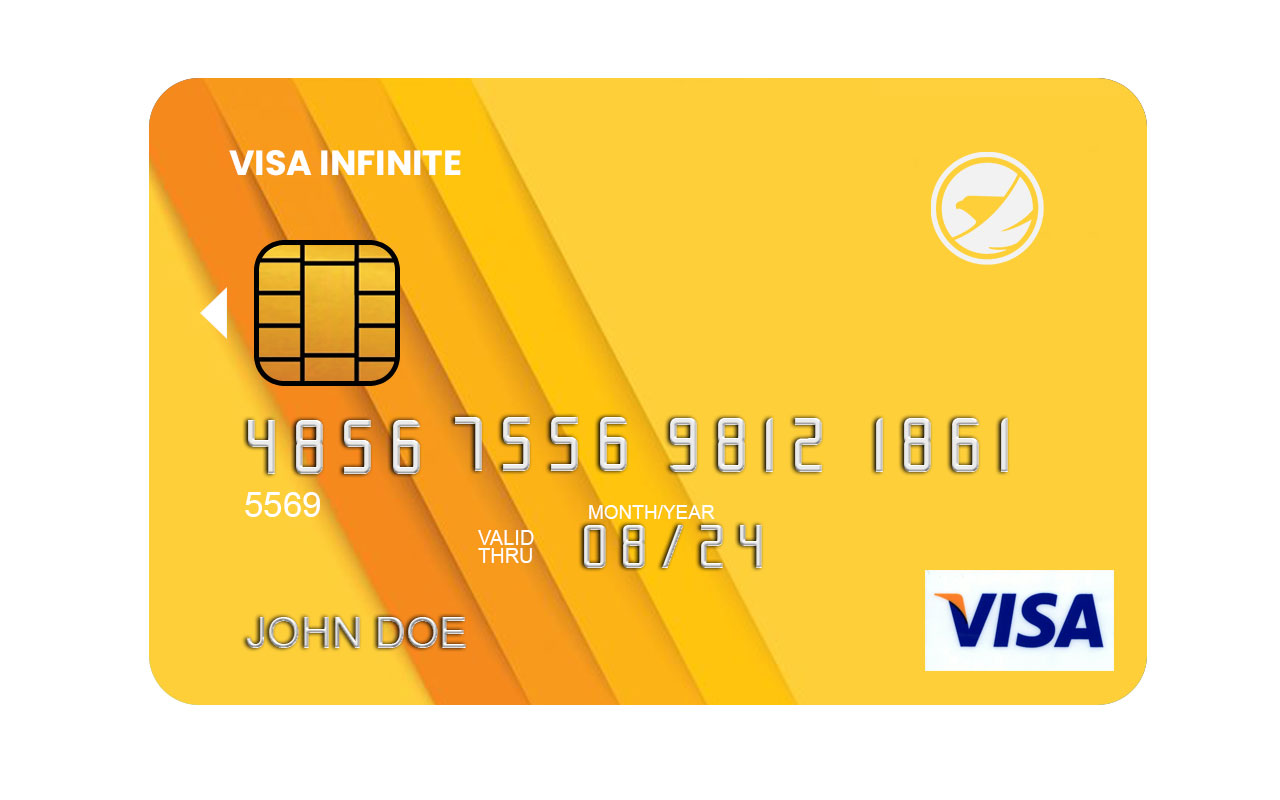 VISA INFINITE
4856 7556 9812 1861
5569
MONTH/YEAR
VALID
THRU
08/24
JOHN DOE
VISA